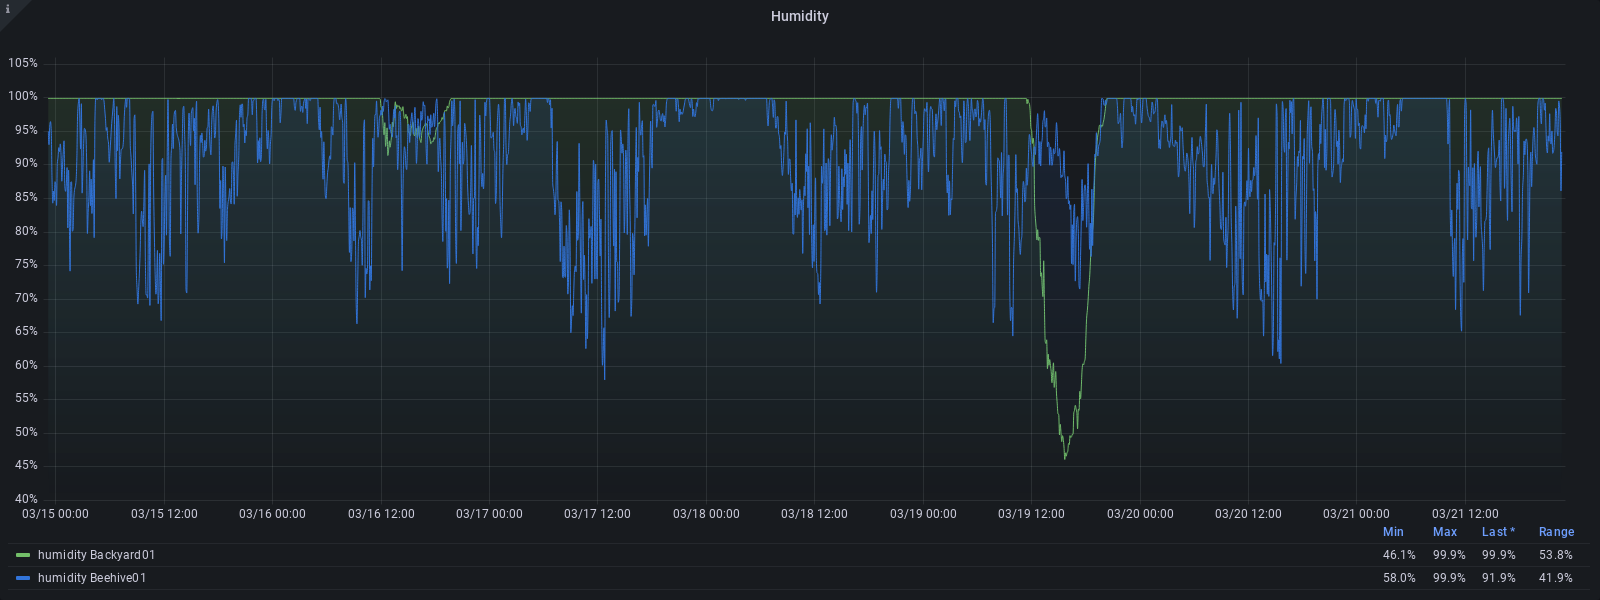 i
Humidity
105%
100%
95%
90%
85%
80%
75%
70%
65%
60%
55%
50%
45%
40%
03/15 00:00 03/15 12:00 03/16 00:00 03/16 12:00 03/17 00:00 03/17 12:00 03/18 00:00 03/18 12:00 03/19 00:00 03/19 12:00 03/20 00:00 03/20 12:00 03/21 00:00 03/21 12:00
Min Max Last * Range
humidity Backyard01 46.1% 99.9% 99.9% 53.8%
humidity Beehive01 58.0% 99.9% 91.9% 41.9%